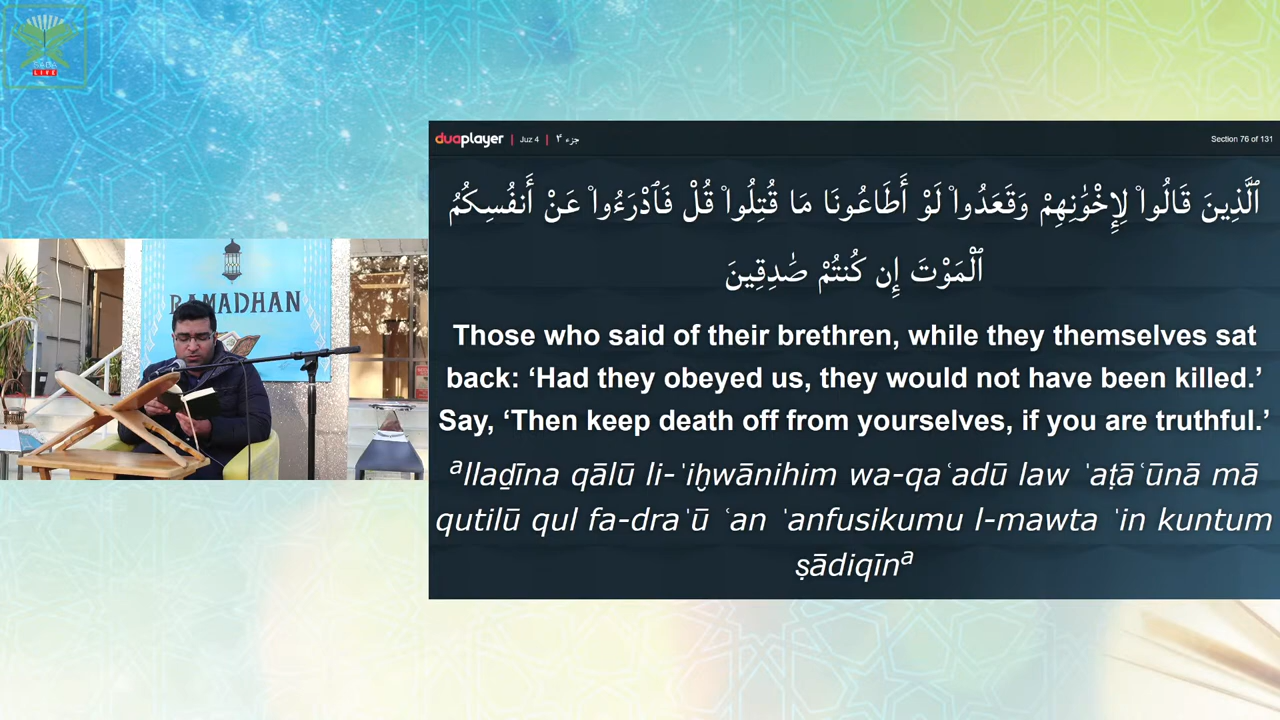 LIVE
RAMADHAN
duaplayer | Juz 4 | جزء ۴
Section 76 of 131
ٱلَّذِينَ قَالُوا۟ لِإِخْوَٰنِهِمْ وَقَعَدُوا۟ لَوْ أَطَاعُونَا مَا قُتِلُوا۟ قُلْ فَٱدْرَءُوا۟ عَنْ أَنفُسِكُمُ
ٱلْمَوْتَ إِن كُنتُمْ صَٰدِقِينَ
Those who said of their brethren, while they themselves sat
back: ‘Had they obeyed us, they would not have been killed.’
Say, ‘Then keep death off from yourselves, if you are truthful.’
ᵃllaḏīna qālū li-ʾiḫwānihim wa-qaʿadū law ʾaṭāʿūnā mā
qutilū qul fa-draʾū ʿan ʾanfusikumu l-mawta ʾin kuntum
ṣādiqīnᵃ